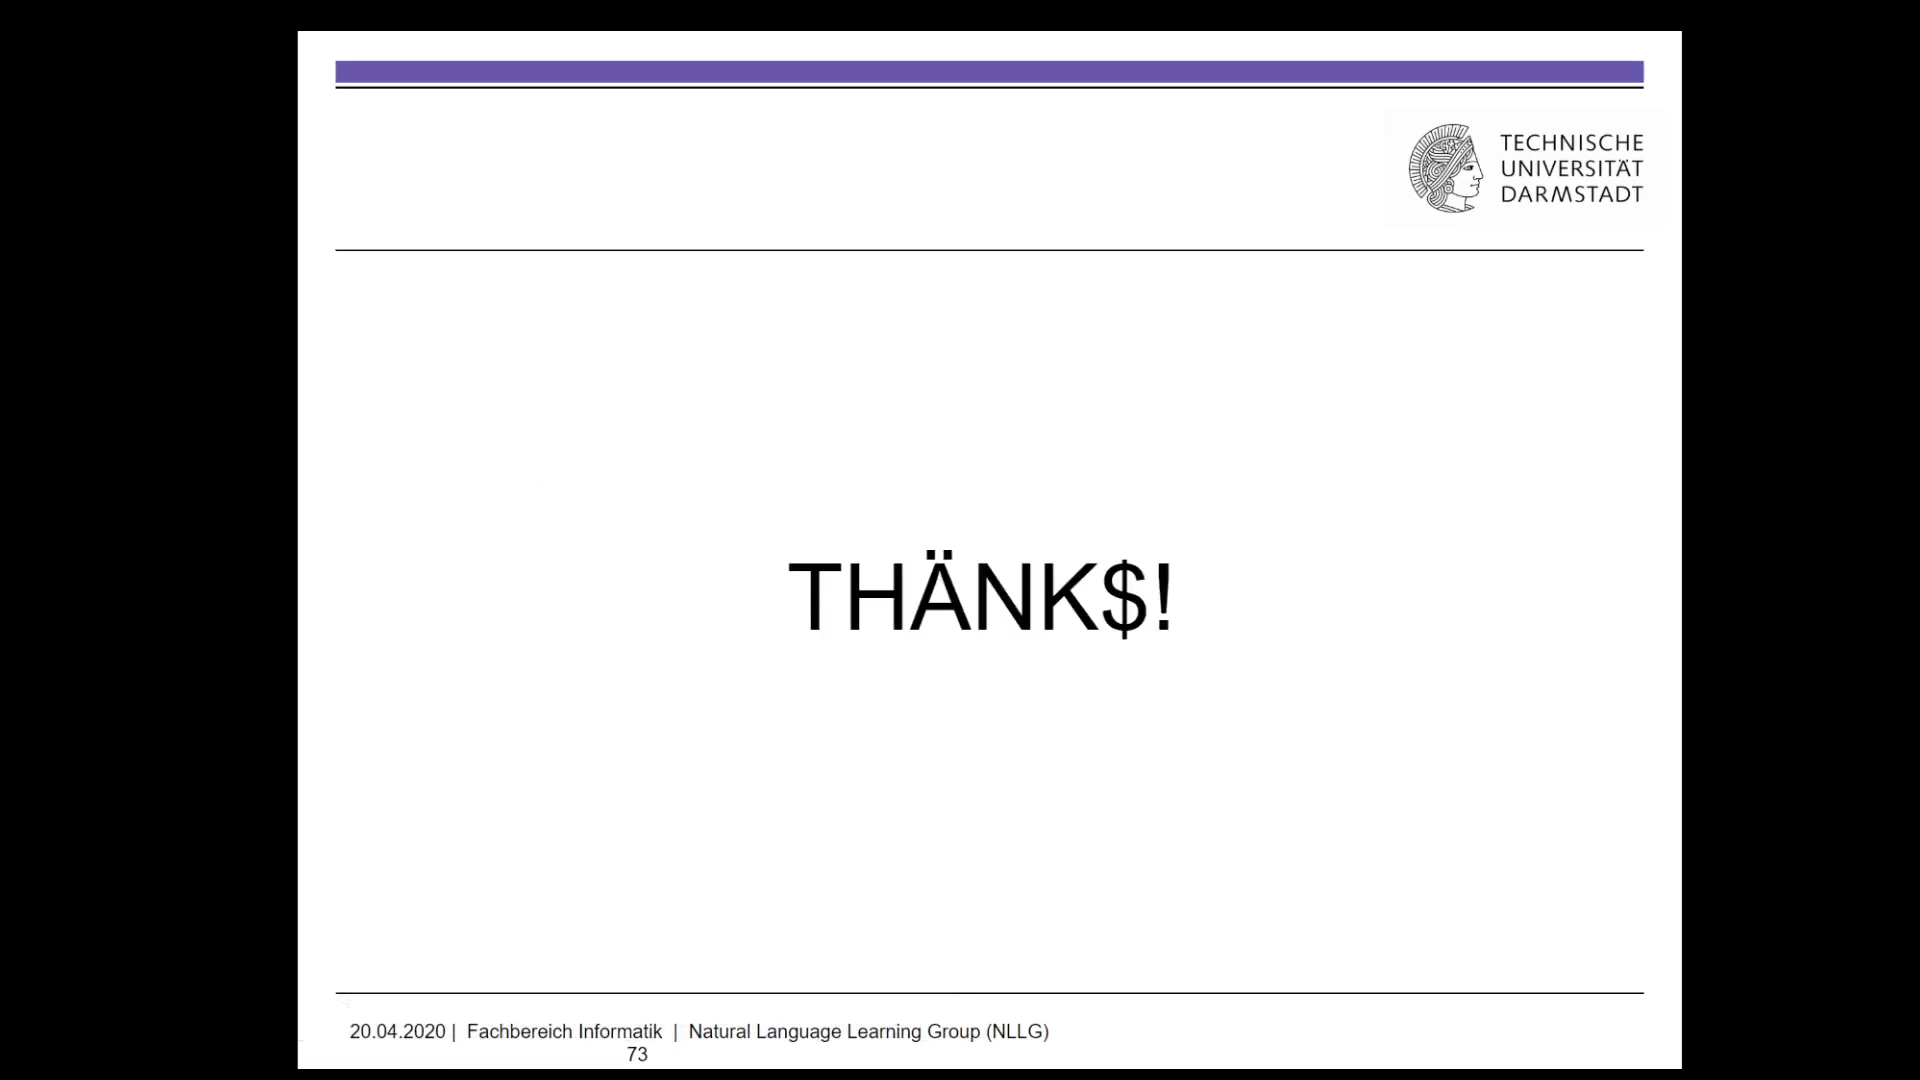 TECHNISCHE
UNIVERSITÄT
DARMSTADT
THÄNK$!
20.04.2020 | Fachbereich Informatik | Natural Language Learning Group (NLLG)
73